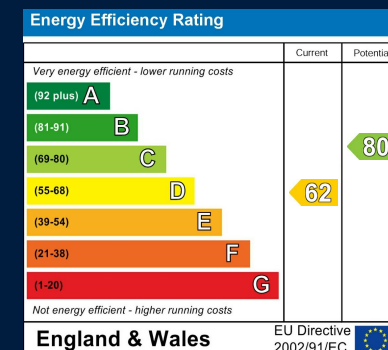 Energy Efficiency Rating
Current Potentia
Very energy efficient - lower running costs
(92 plus) A
(81-91) B
(69-80) C
80
(55-68) D
62
(39-54) E
(21-38) F
(1-20) G
Not energy efficient - higher running costs
England & Wales
EU Directive
2002/91/EC